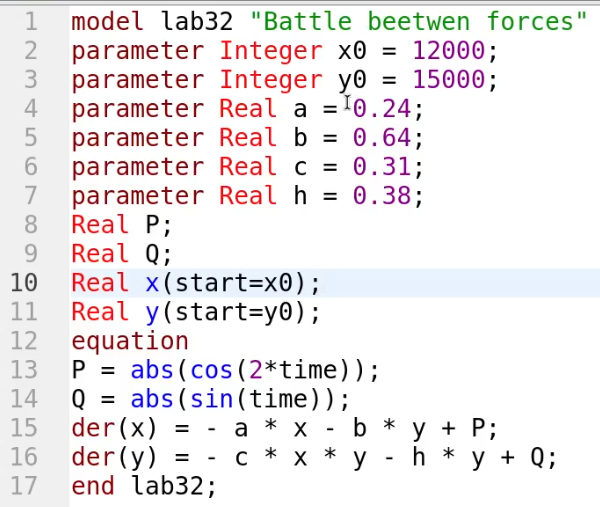 1 model lab32 "Battle beetwen forces"
2 parameter Integer x0 = 12000;
3 parameter Integer y0 = 15000;
4 parameter Real a = 0.24;
5 parameter Real b = 0.64;
6 parameter Real c = 0.31;
7 parameter Real h = 0.38;
8 Real P;
9 Real Q;
10 Real x(start=x0);
11 Real y(start=y0);
12 equation
13 P = abs(cos(2*time));
14 Q = abs(sin(time));
15 der(x) = - a * x - b * y + P;
16 der(y) = - c * x * y - h * y + Q;
17 end lab32;